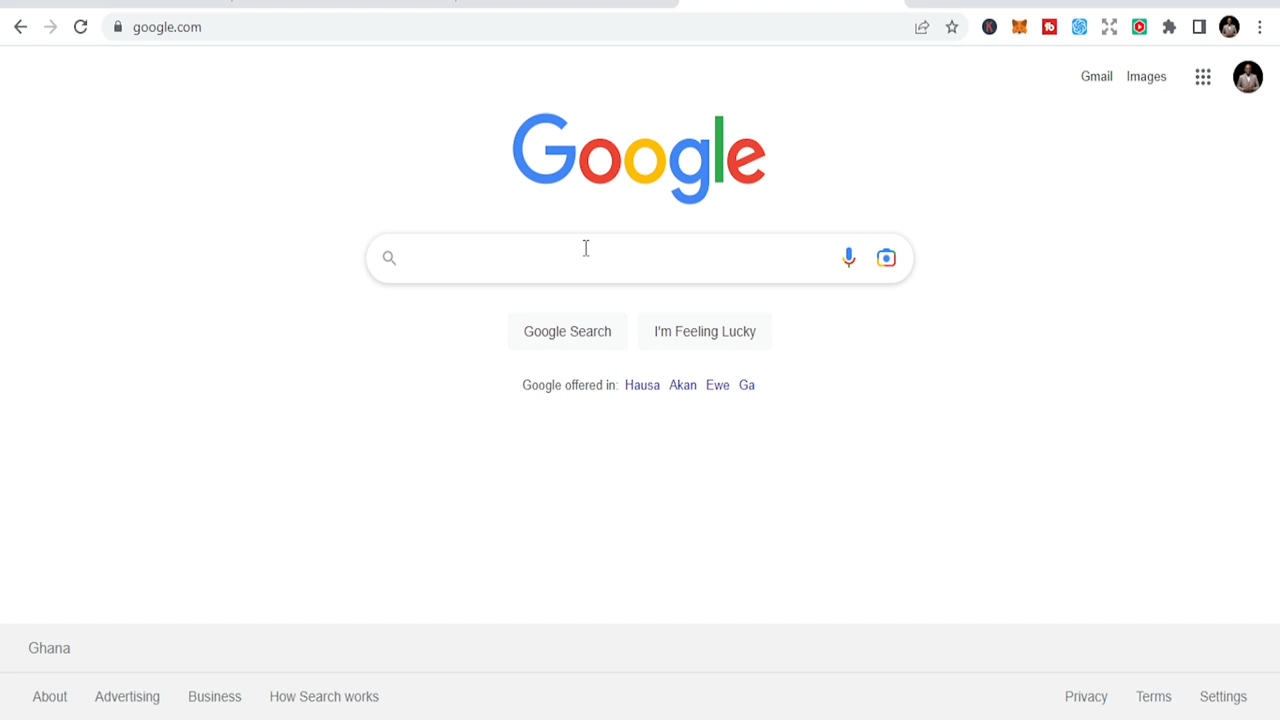 google.com
Gmail Images
Google
Google Search I'm Feeling Lucky
Google offered in: Hausa Akan Ewe Ga
Ghana
About Advertising Business How Search works Privacy Terms Settings